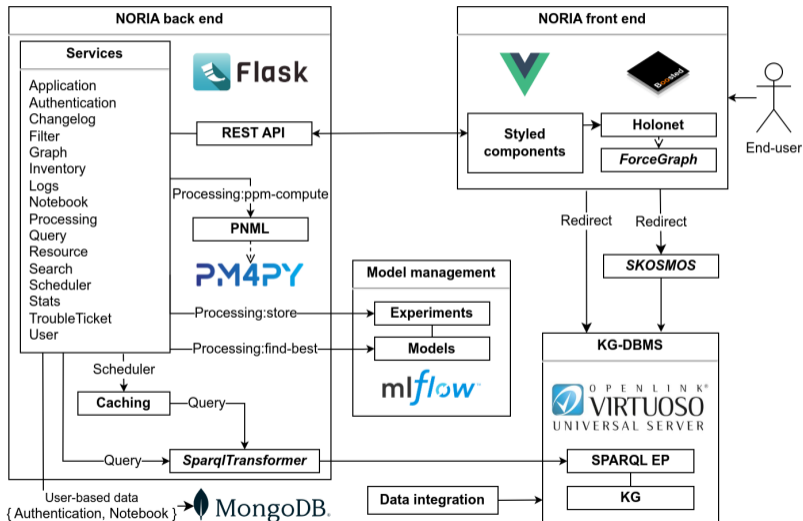 NORIA back end
Services
Application
Authentication
Changelog
Filter
Graph
Inventory
Logs
Notebook
Processing
Query
Resource
Search
Scheduler
Stats
TroubleTicket
User
Flask
REST API
Processing:ppm-compute
PNML
PM4PY
Processing:store
Processing:find-best
Scheduler
Caching
Query
Query
SparqlTransformer
User-based data
{ Authentication, Notebook }
MongoDB.
Model management
Experiments
Models
mlflow
NORIA front end
Boosted
Styled
components
Holonet
ForceGraph
End-user
Redirect
Redirect
SKOSMOS
KG-DBMS
OPENLINK
VIRTUOSO
UNIVERSAL SERVER
SPARQL EP
KG
Data integration